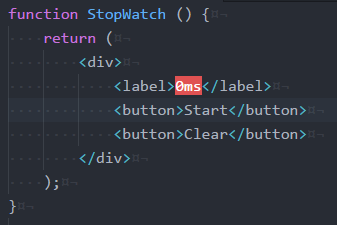 function StopWatch () {
return (
<div>
<label>0ms</label>
<button>Start</button>
<button>Clear</button>
</div>
);
}